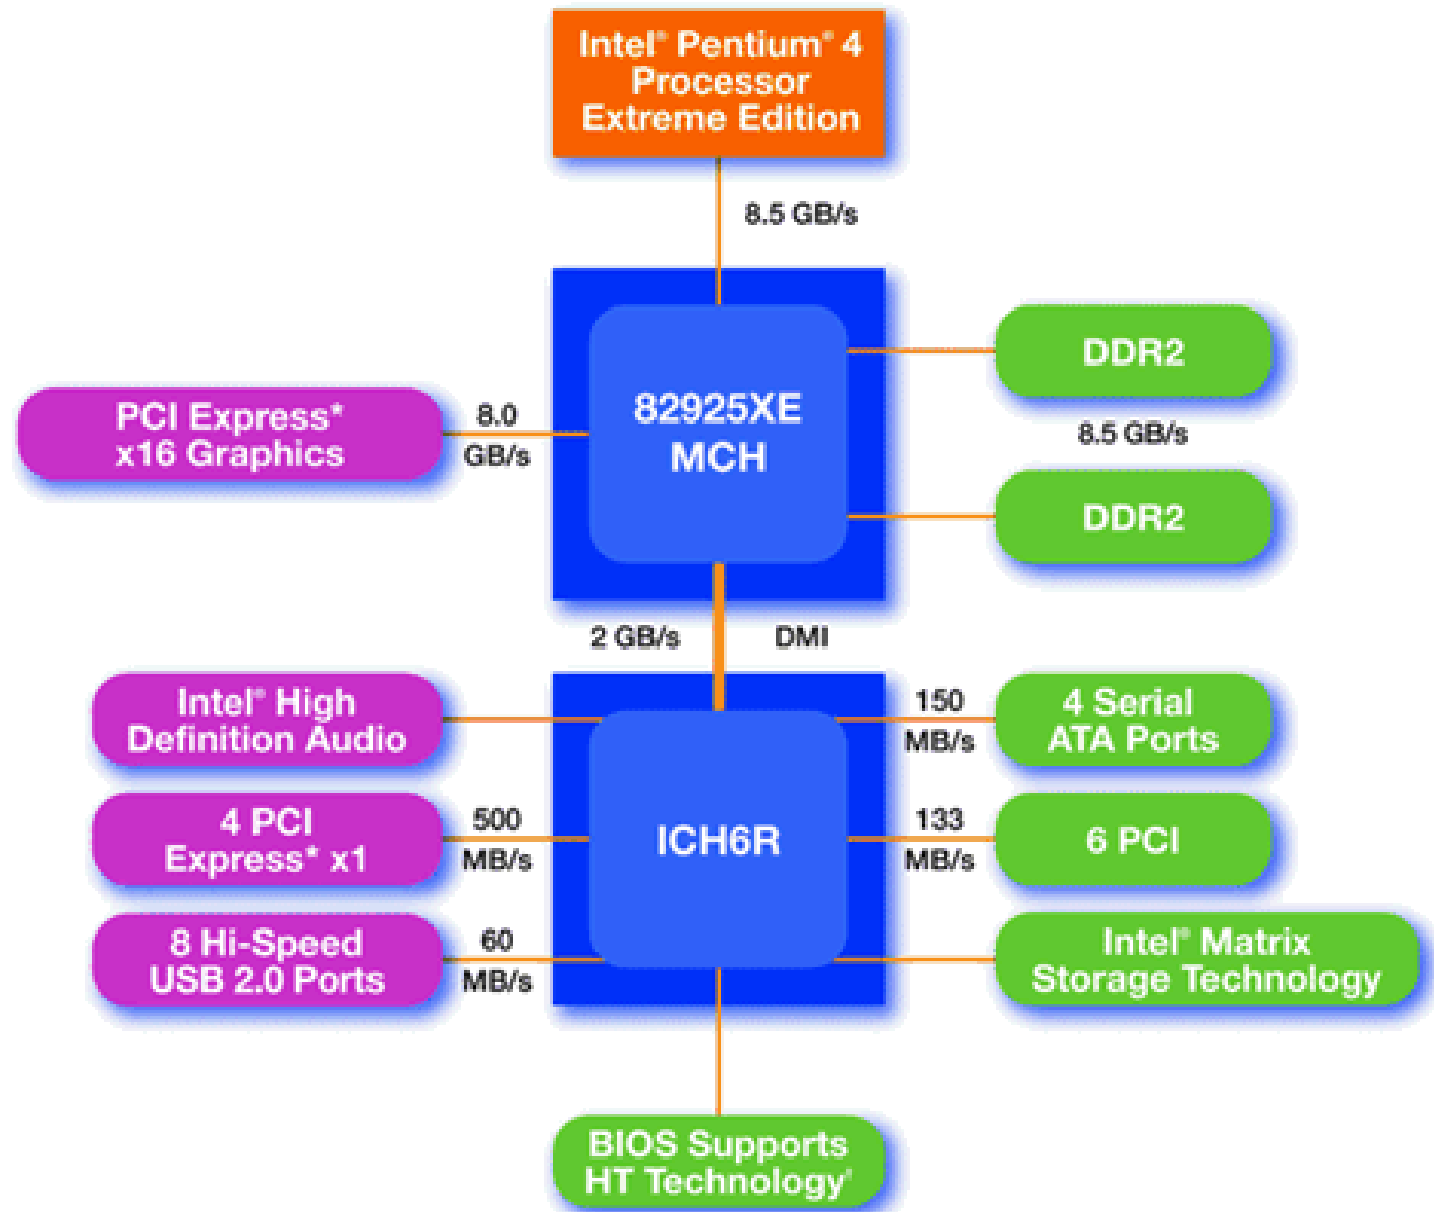 Intel® Pentium® 4
Processor
Extreme Edition
8.5 GB/s
82925XE
MCH
DDR2
8.5 GB/s
DDR2
PCI Express*
x16 Graphics
8.0
GB/s
2 GB/s
DMI
Intel® High
Definition Audio
4 PCI
Express* x1
500
MB/s
8 Hi-Speed
USB 2.0 Ports
60
MB/s
ICH6R
150
MB/s
4 Serial
ATA Ports
133
MB/s
6 PCI
Intel® Matrix
Storage Technology
BIOS Supports
HT Technology†